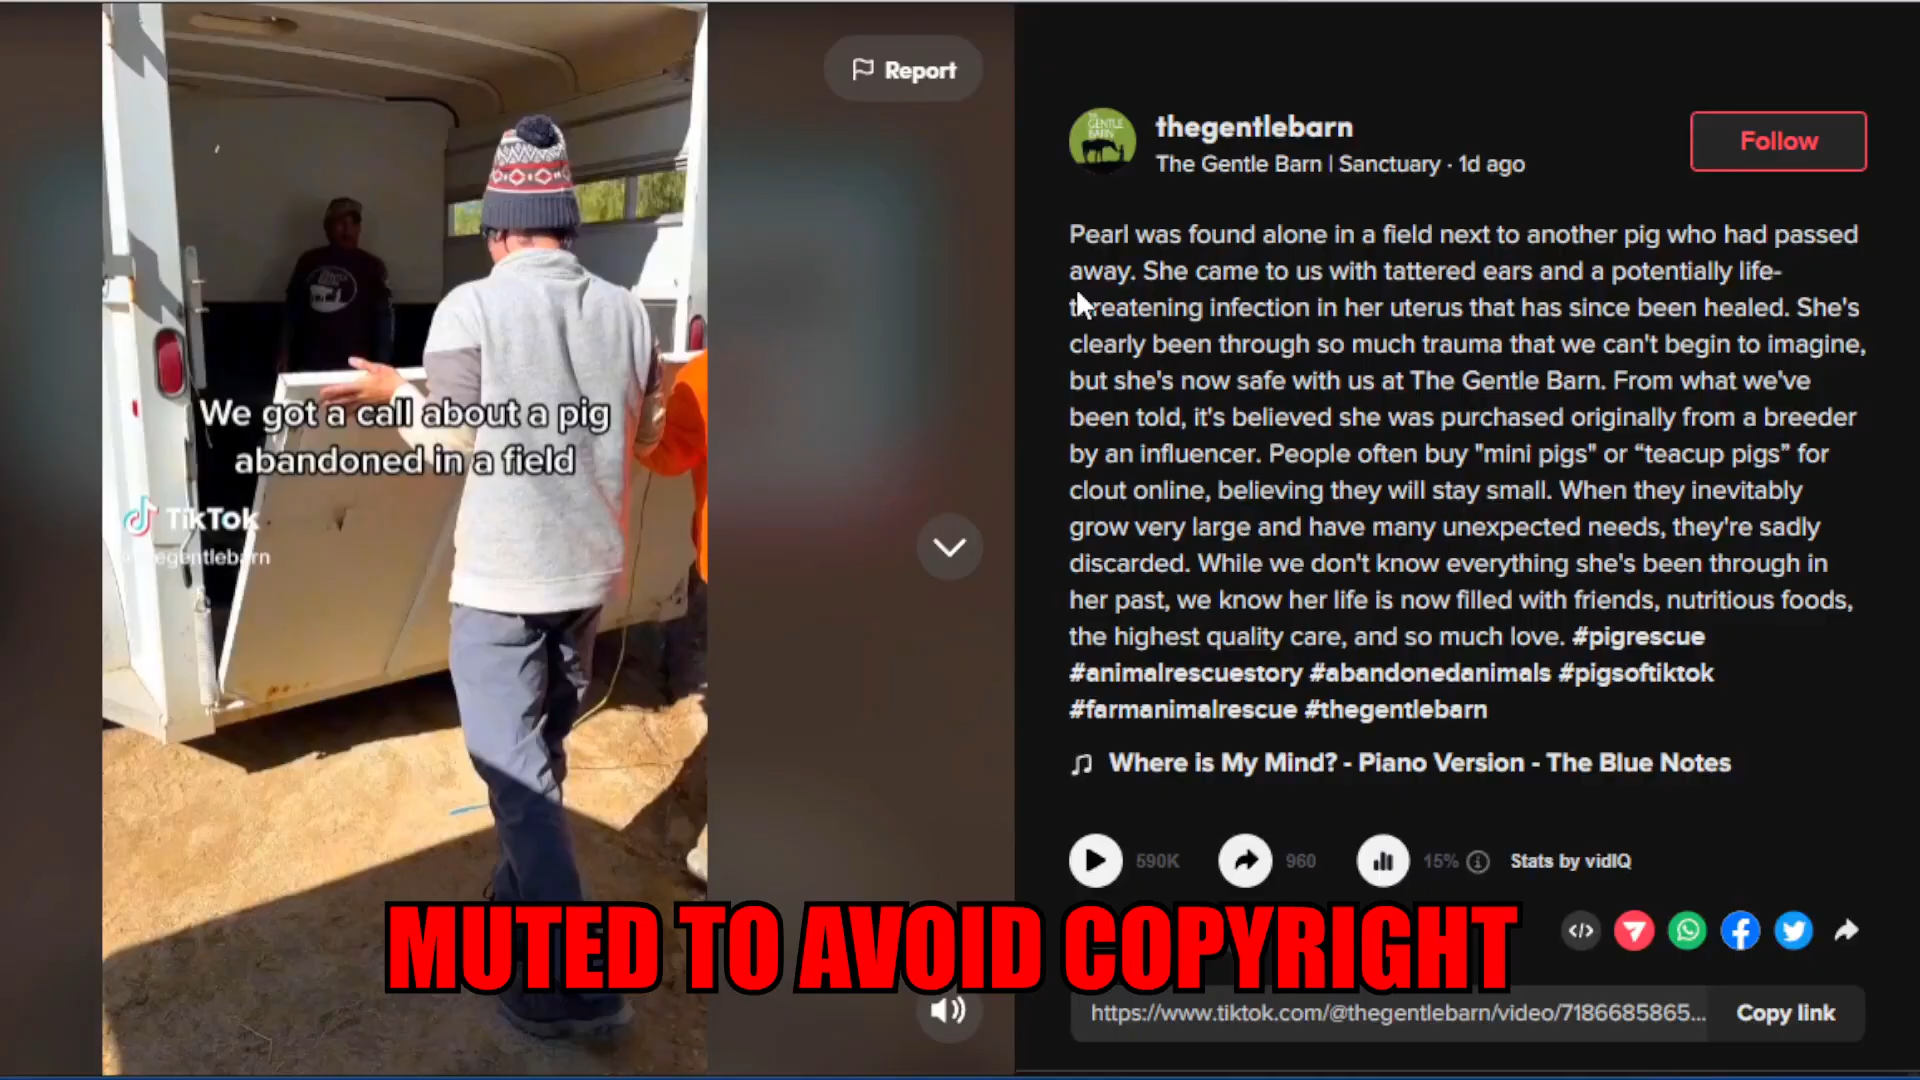 We got a call about a pig
abandoned in a field
TikTok
Report
GENTLE
BARN
thegentlebarn
The Gentle Barn | Sanctuary · 1d ago
Follow
Pearl was found alone in a field next to another pig who had passed
away. She came to us with tattered ears and a potentially life-
threatening infection in her uterus that has since been healed. She's
clearly been through so much trauma that we can't begin to imagine,
but she's now safe with us at The Gentle Barn. From what we've
been told, it's believed she was purchased originally from a breeder
by an influencer. People often buy "mini pigs" or “teacup pigs” for
clout online, believing they will stay small. When they inevitably
grow very large and have many unexpected needs, they're sadly
discarded. While we don't know everything she's been through in
her past, we know her life is now filled with friends, nutritious foods,
the highest quality care, and so much love. #pigrescue
#animalrescuestory #abandonedanimals #pigsoftiktok
#farmanimalrescue #thegentlebarn
Where is My Mind? - Piano Version - The Blue Notes
590K 960 15% Stats by vidIQ
MUTED TO AVOID COPYRIGHT
https://www.tiktok.com/@thegentlebarn/video/7186685865...
Copy link